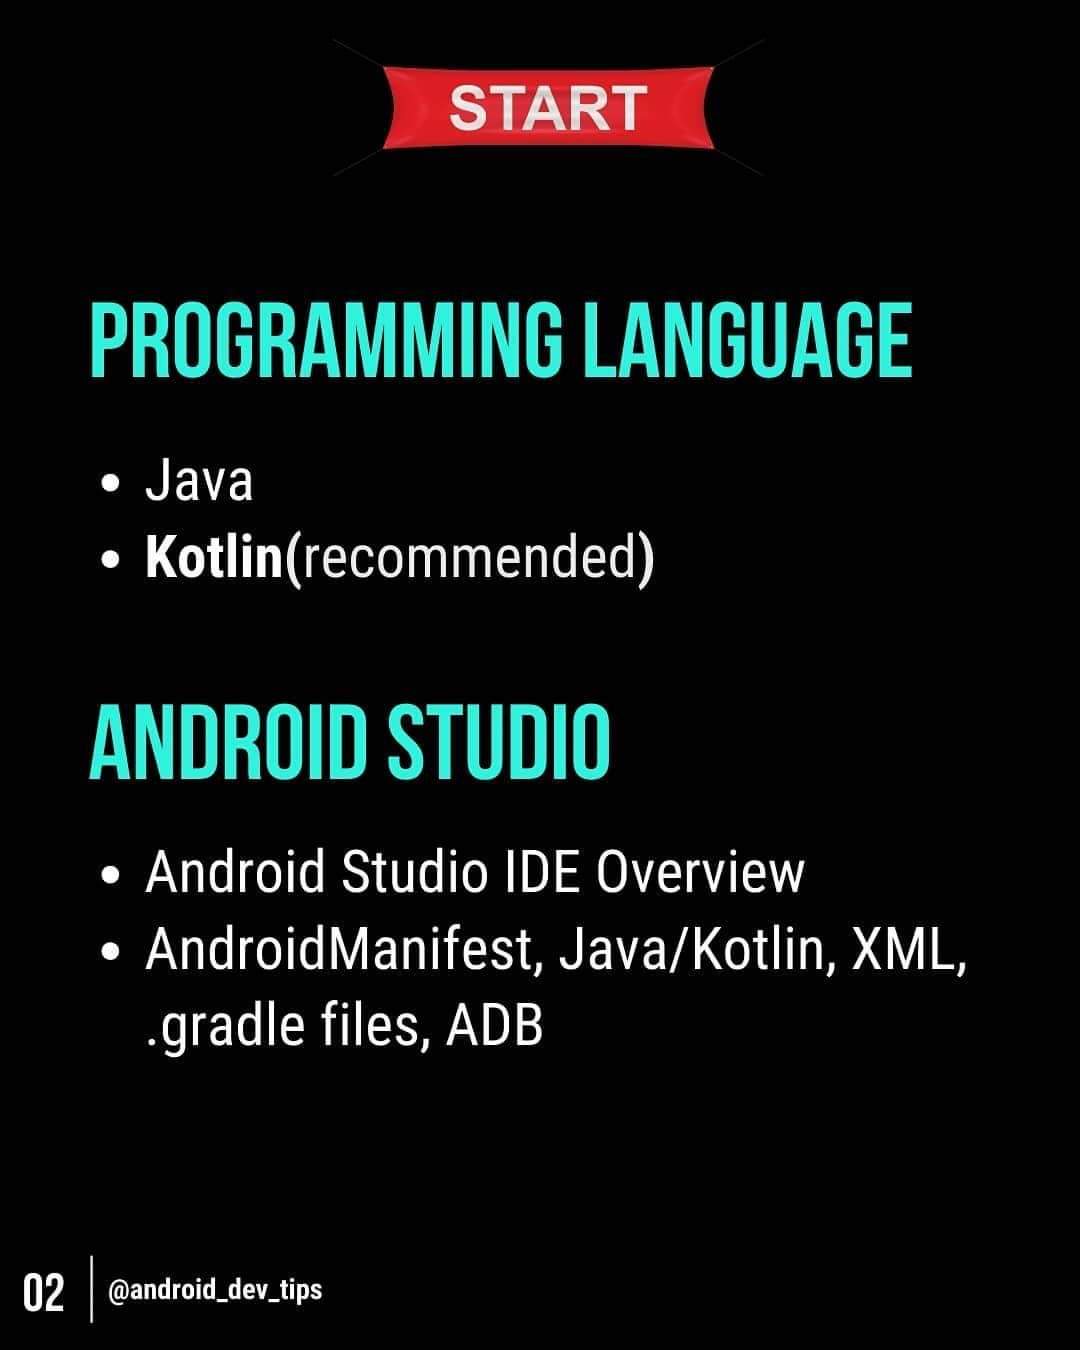 START
PROGRAMMING LANGUAGE
• Java
• Kotlin(recommended)
ANDROID STUDIO
• Android Studio IDE Overview
• AndroidManifest, Java/Kotlin, XML,
.gradle files, ADB
02
@android_dev_tips